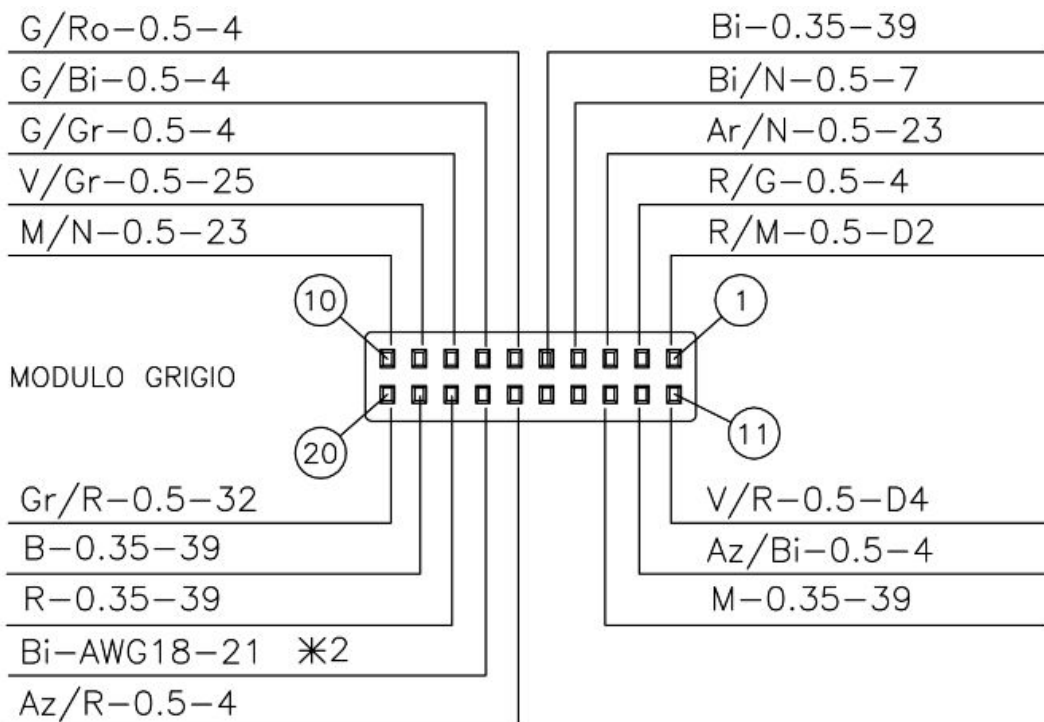 G/Ro-0.5-4
G/Bi-0.5-4
G/Gr-0.5-4
V/Gr-0.5-25
M/N-0.5-23
Bi-0.35-39
Bi/N-0.5-7
Ar/N-0.5-23
R/G-0.5-4
R/M-0.5-D2
10
1
MODULO GRIGIO
20
11
Gr/R-0.5-32
B-0.35-39
R-0.35-39
Bi-AWG18-21 ✳2
Az/R-0.5-4
V/R-0.5-D4
Az/Bi-0.5-4
M-0.35-39